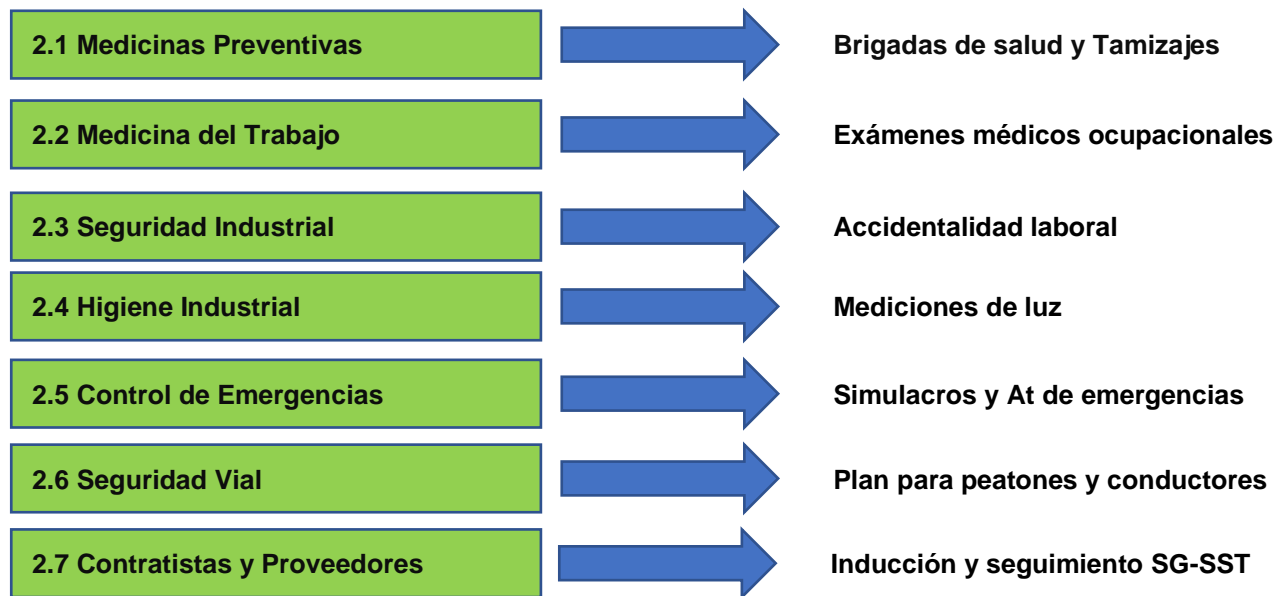 2.1 Medicinas Preventivas
Brigadas de salud y Tamizajes
2.2 Medicina del Trabajo
Exámenes médicos ocupacionales
2.3 Seguridad Industrial
Accidentalidad laboral
2.4 Higiene Industrial
Mediciones de luz
2.5 Control de Emergencias
Simulacros y At de emergencias
2.6 Seguridad Vial
Plan para peatones y conductores
2.7 Contratistas y Proveedores
Inducción y seguimiento SG-SST